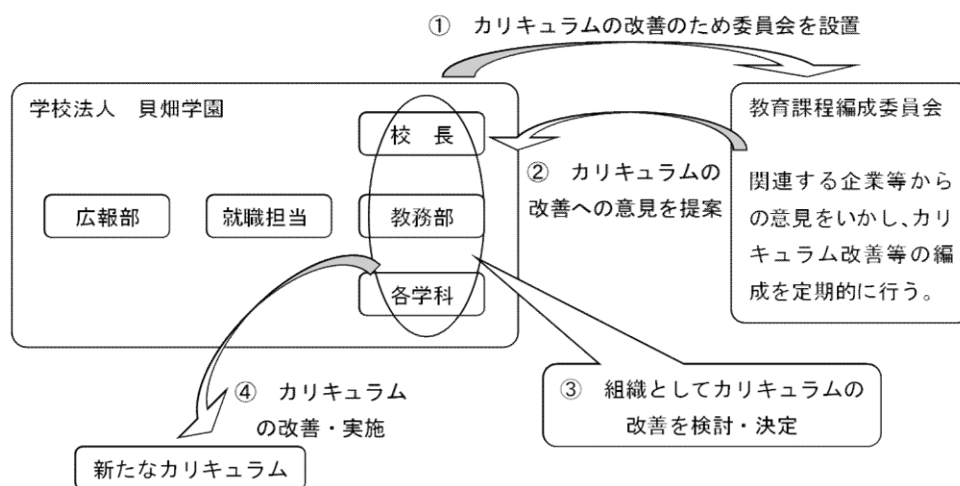 ① カリキュラムの改善のため委員会を設置
学校法人 貝畑学園
校 長
広報部
就職担当
教務部
各学科
② カリキュラムの
改善への意見を提案
教育課程編成委員会
関連する企業等から
の意見をいかし、カリ
キュラム改善等の編
成を定期的に行う。
③ 組織としてカリキュラムの
改善を検討・決定
④ カリキュラム
の改善・実施
新たなカリキュラム